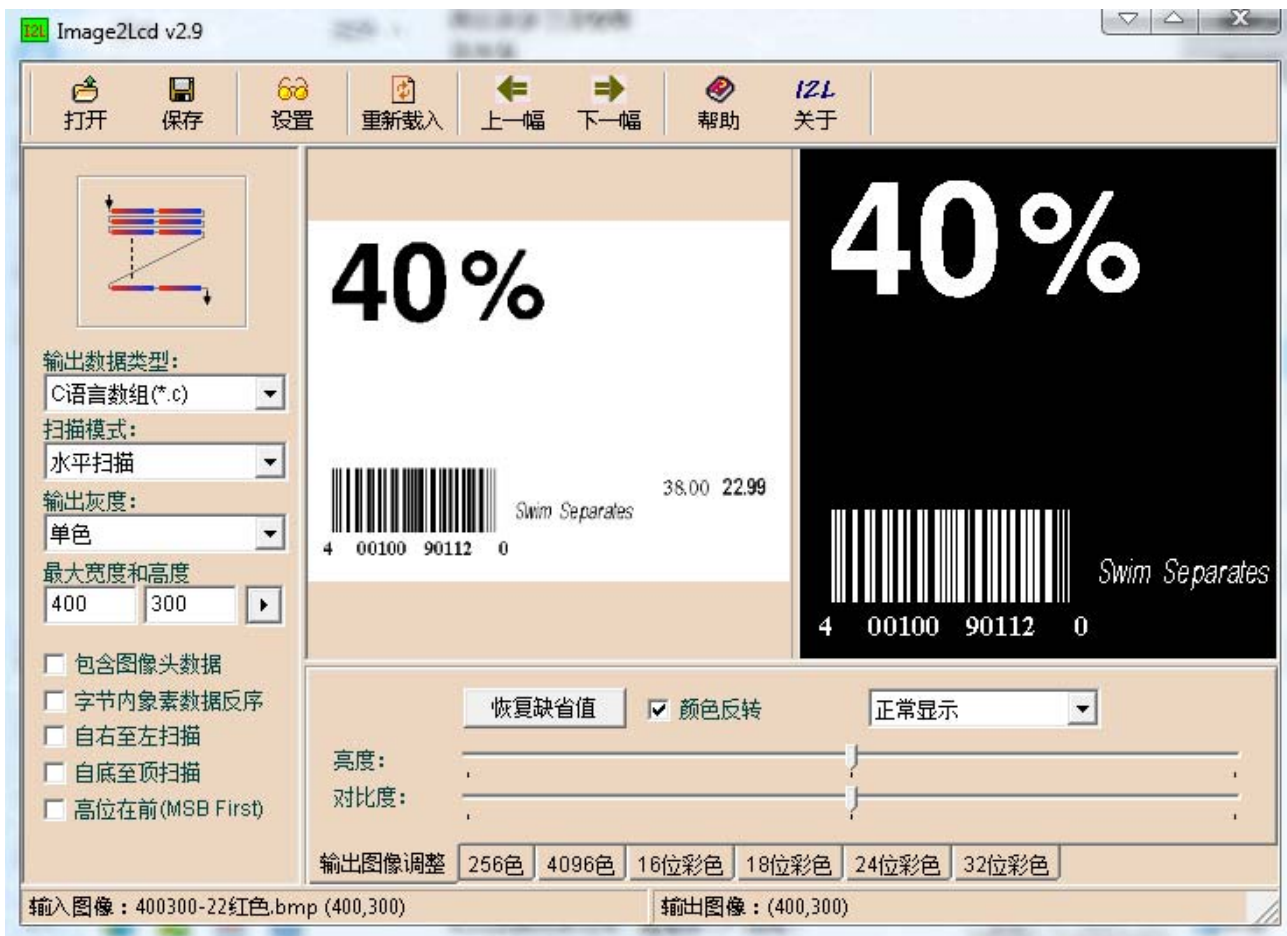 I2L Image2Lcd v2.9
打开 保存 设置 重新载入 上一幅 下一幅 帮助 I2L 关于
输出数据类型:
C语言数组(*.c)
扫描模式:
水平扫描
输出灰度:
单色
最大宽度和高度
400 300
包含图像头数据
字节内象素数据反序
自右至左扫描
自底至顶扫描
高位在前(MSB First)
40%
38.00 22.99
Swim Separates
4 00100 90112 0
40%
Swim Separates
4 00100 90112 0
恢复缺省值 颜色反转 正常显示
亮度:
对比度:
输出图像调整 256色 4096色 16位彩色 18位彩色 24位彩色 32位彩色
输入图像:400300-22红色.bmp (400,300) 输出图像:(400,300)